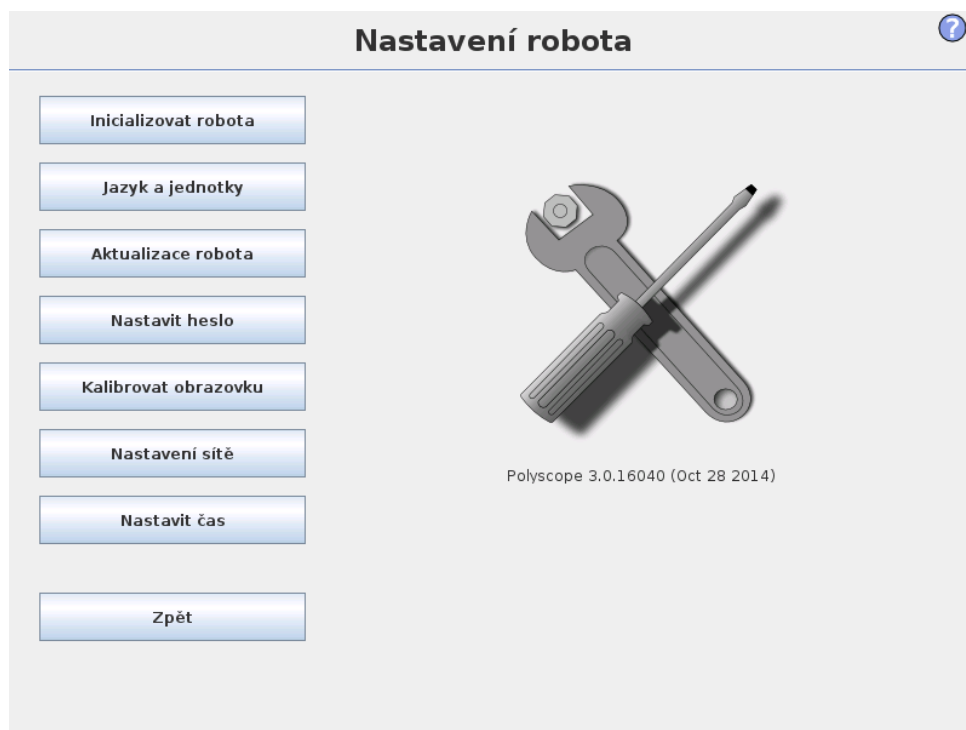 Nastavení robota
?
Inicializovat robota
Jazyk a jednotky
Aktualizace robota
Nastavit heslo
Kalibrovat obrazovku
Nastavení sítě
Nastavit čas
Zpět
Polyscope 3.0.16040 (Oct 28 2014)